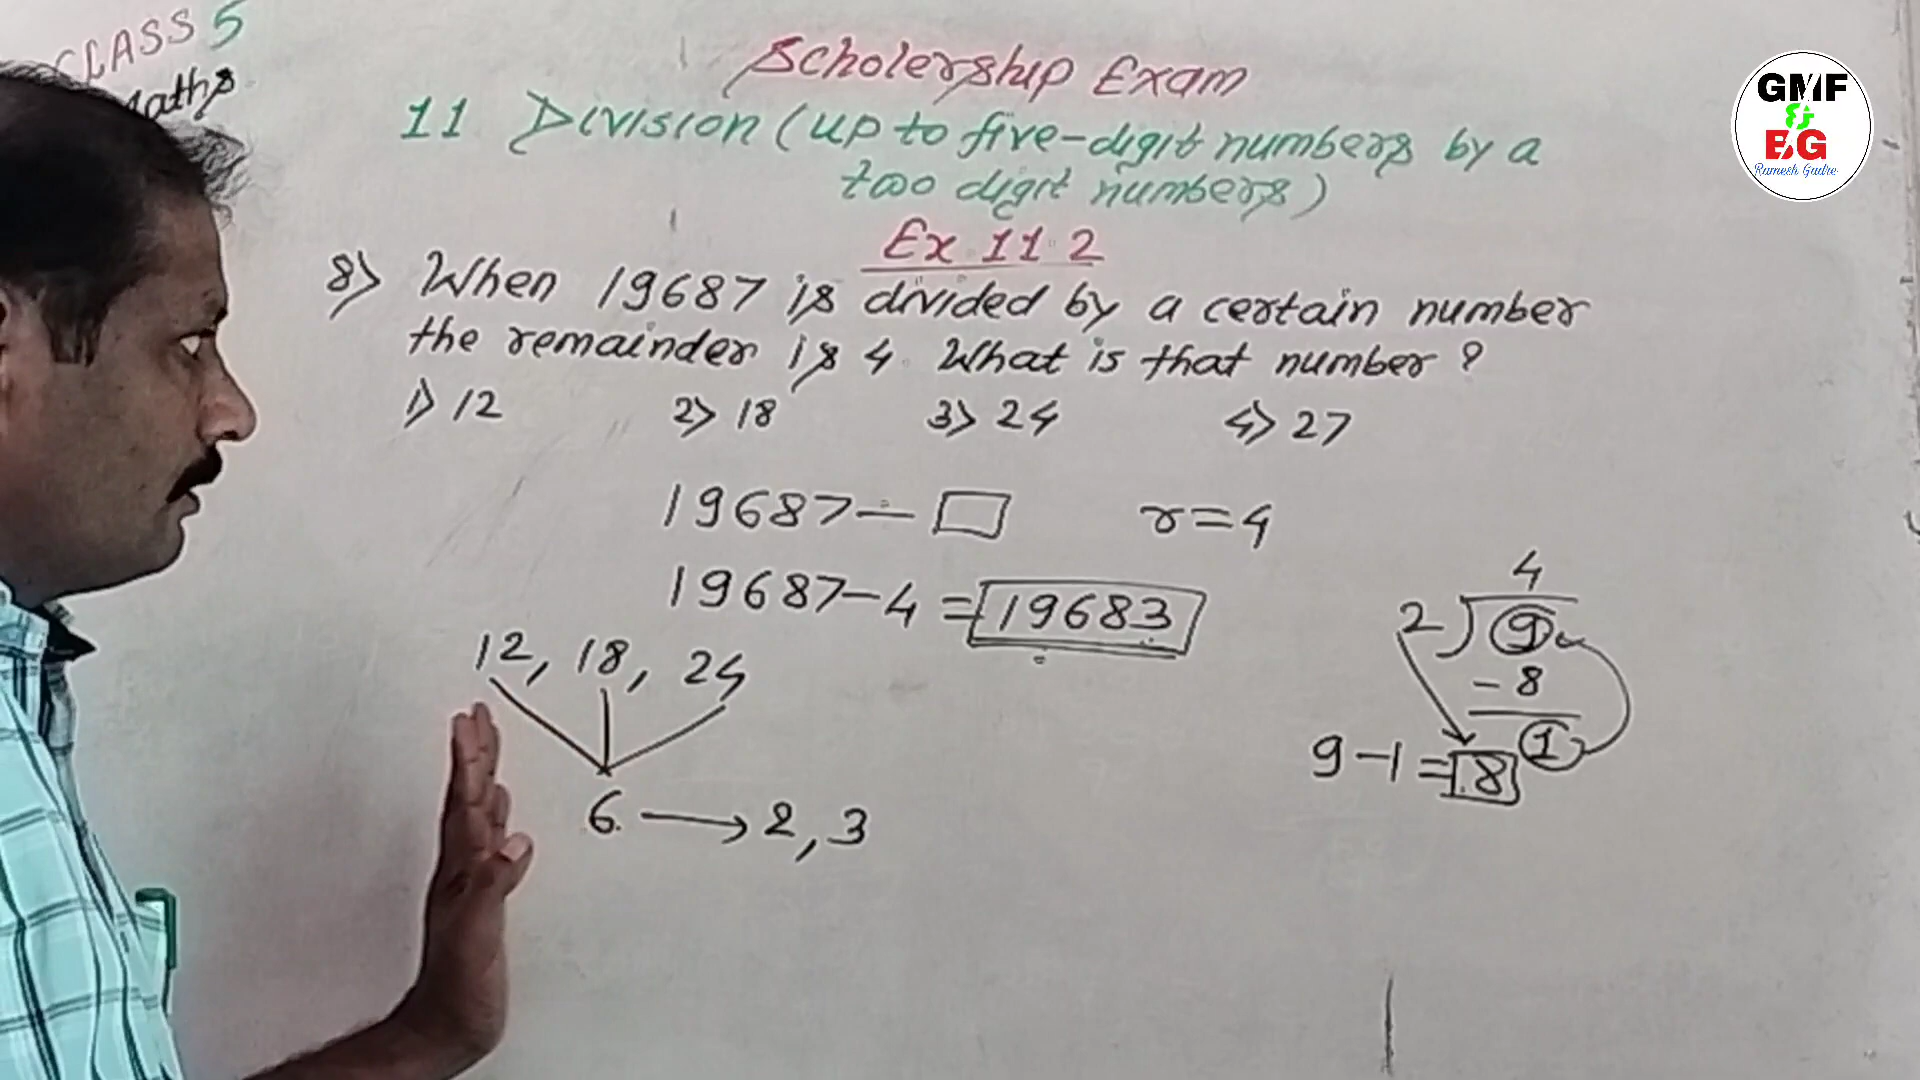 CLASS 5
Maths
Scholership Exam
11 Division (up to five-digit numbers by a
two digit numbers)
Ex 11.2
8) When 19687 is divided by a certain number
the remainder is 4. What is that number ?
1) 12 2) 18 3) 24 4) 27
19687 — □ r = 4
19687 - 4 = 19683
12, 18, 24
6 → 2, 3
4
2 ) 9
- 8
1
9 - 1 = 8
GMF
&
EG
Ramesh Gadre